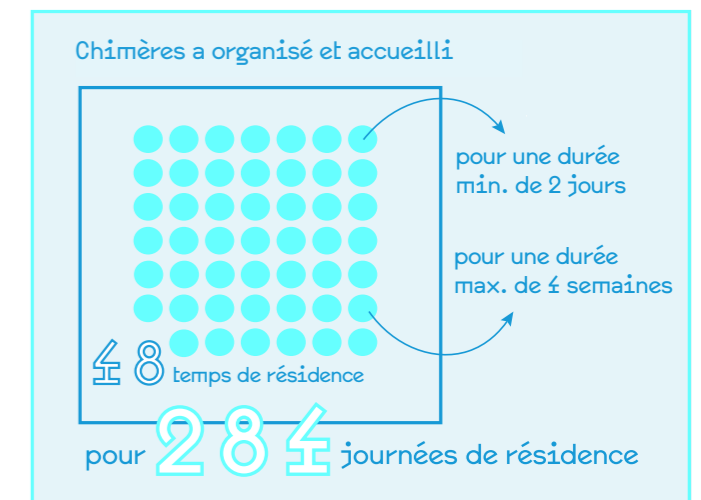 Chimères a organisé et accueilli
pour une durée
min. de 2 jours
pour une durée
max. de 4 semaines
48 temps de résidence
pour 284 journées de résidence